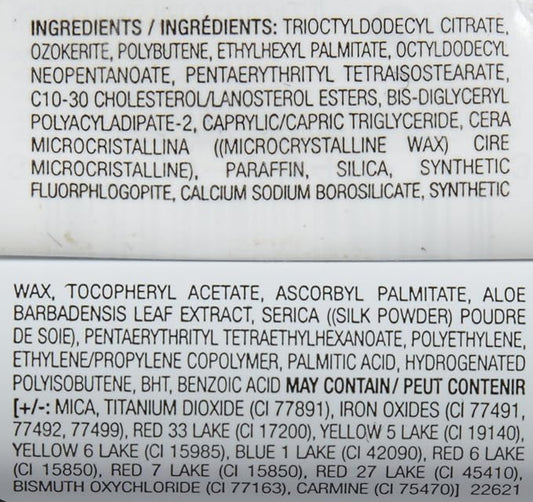 INGREDIENTS / INGRÉDIENTS: TRIOCTYLDODECYL CITRATE,
OZOKERITE, POLYBUTENE, ETHYLHEXYL PALMITATE, OCTYLDODECYL
NEOPENTANOATE, PENTAERYTHRITYL TETRAISOSTEARATE,
C10-30 CHOLESTEROL/LANOSTEROL ESTERS, BIS-DIGLYCERYL
POLYACYLADIPATE-2, CAPRYLIC/CAPRIC TRIGLYCERIDE, CERA
MICROCRISTALLINA ((MICROCRYSTALLINE WAX) CIRE
MICROCRISTALLINE), PARAFFIN, SILICA, SYNTHETIC
FLUORPHLOGOPITE, CALCIUM SODIUM BOROSILICATE, SYNTHETIC
WAX, TOCOPHERYL ACETATE, ASCORBYL PALMITATE, ALOE
BARBADENSIS LEAF EXTRACT, SERICA ((SILK POWDER) POUDRE
DE SOIE), PENTAERYTHRITYL TETRAETHYLHEXANOATE, POLYETHYLENE,
ETHYLENE/PROPYLENE COPOLYMER, PALMITIC ACID, HYDROGENATED
POLYISOBUTENE, BHT, BENZOIC ACID MAY CONTAIN/ PEUT CONTENIR
[+/-: MICA, TITANIUM DIOXIDE (CI 77891), IRON OXIDES (CI 77491,
77492, 77499), RED 33 LAKE (CI 17200), YELLOW 5 LAKE (CI 19140),
YELLOW 6 LAKE (CI 15985), BLUE 1 LAKE (CI 42090), RED 6 LAKE
(CI 15850), RED 7 LAKE (CI 15850), RED 27 LAKE (CI 45410),
BISMUTH OXYCHLORIDE (CI 77163), CARMINE (CI 75470)] 22621